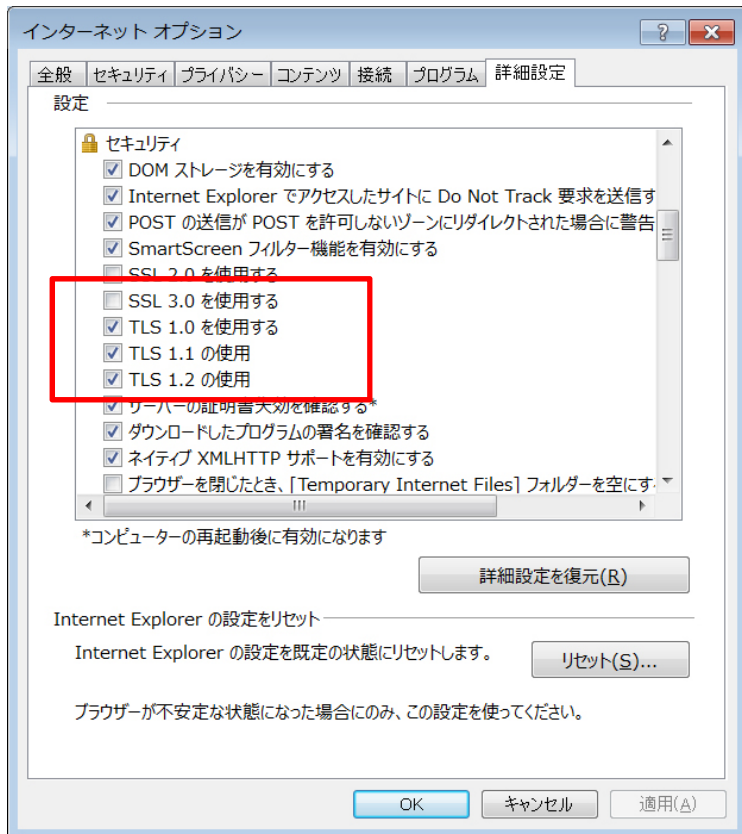 インターネット オプション
全般 セキュリティ プライバシー コンテンツ 接続 プログラム 詳細設定
設定
セキュリティ
DOM ストレージを有効にする
Internet Explorer でアクセスしたサイトに Do Not Track 要求を送信す
POST の送信が POST を許可しないゾーンにリダイレクトされた場合に警告
SmartScreen フィルター機能を有効にする
SSL 2.0 を使用する
SSL 3.0 を使用する
TLS 1.0 を使用する
TLS 1.1 の使用
TLS 1.2 の使用
サーバーの証明書失効を確認する*
ダウンロードしたプログラムの署名を確認する
ネイティブ XMLHTTP サポートを有効にする
ブラウザーを閉じたとき、[Temporary Internet Files] フォルダーを空にす
*コンピューターの再起動後に有効になります
詳細設定を復元(R)
Internet Explorer の設定をリセット
Internet Explorer の設定を既定の状態にリセットします。
リセット(S)...
ブラウザーが不安定な状態になった場合にのみ、この設定を使ってください。
OK キャンセル 適用(A)